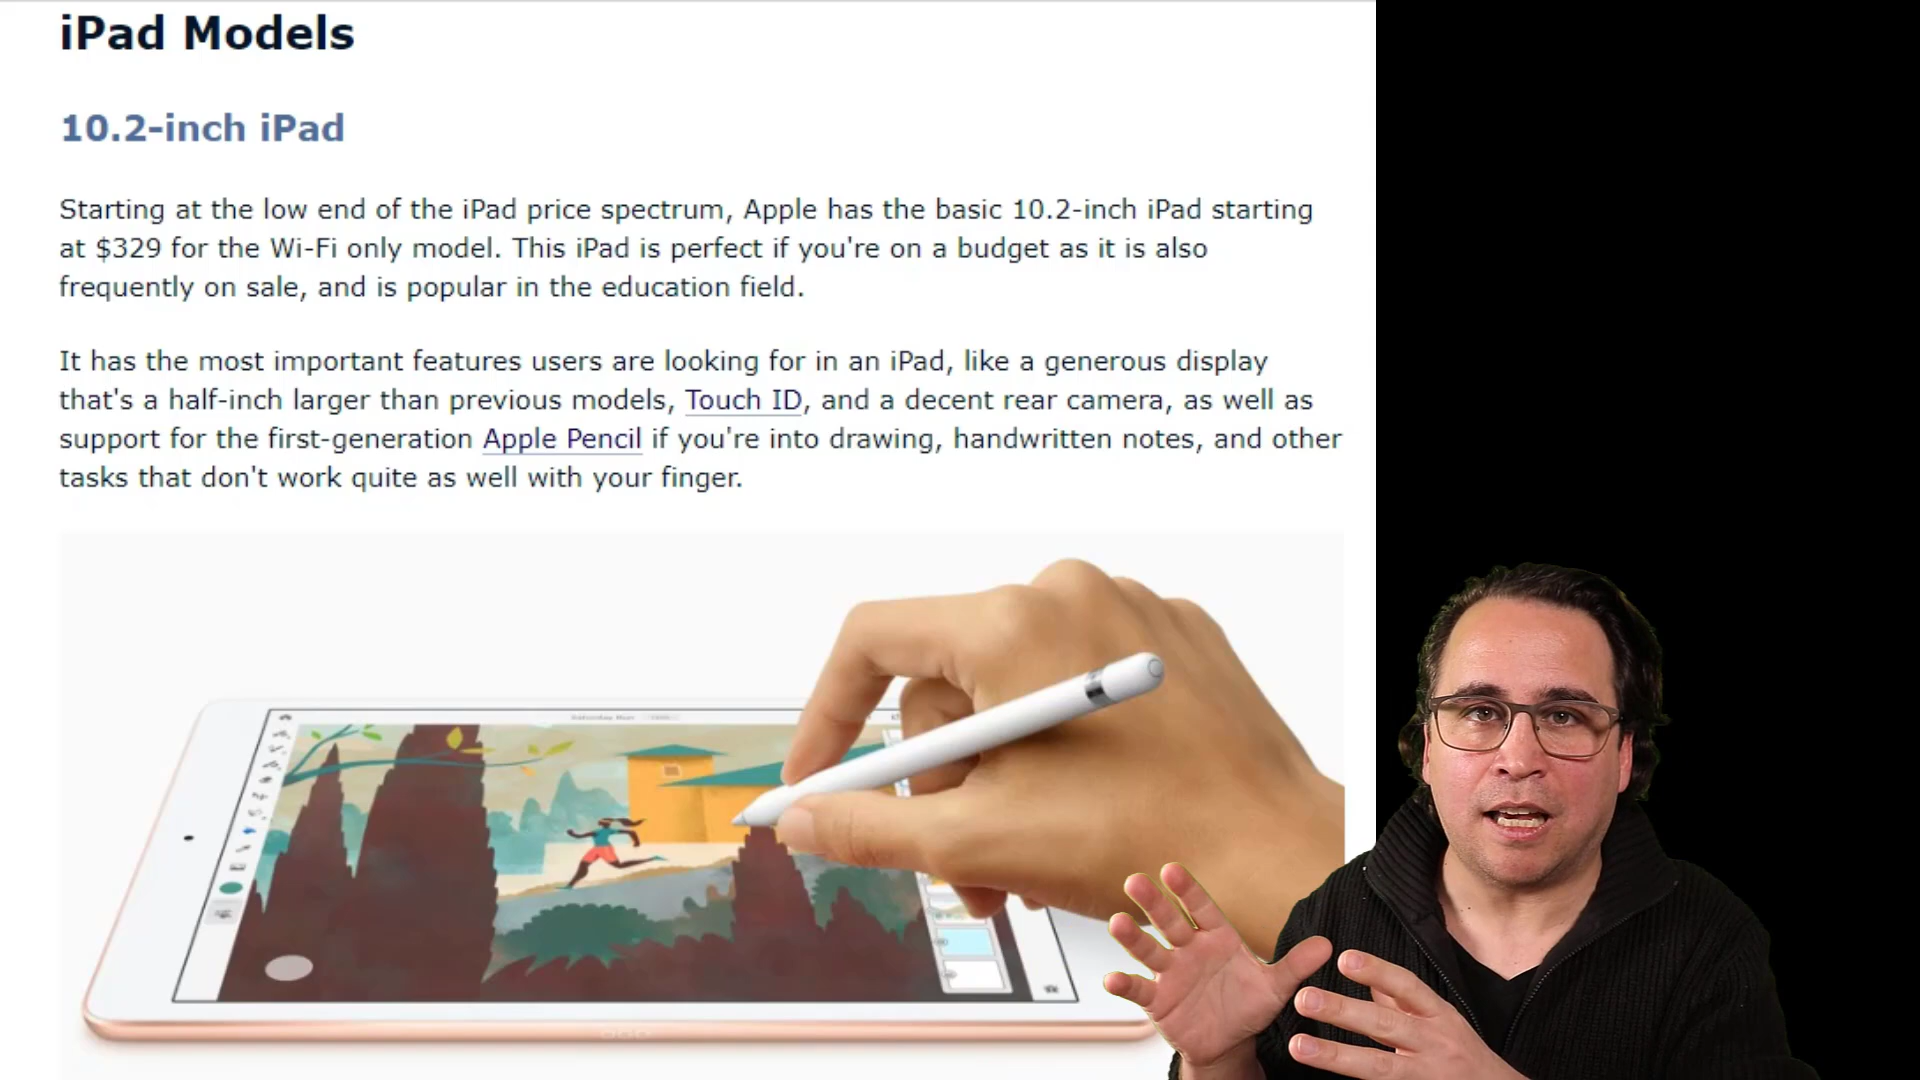 iPad Models
10.2-inch iPad
Starting at the low end of the iPad price spectrum, Apple has the basic 10.2-inch iPad starting
at $329 for the Wi-Fi only model. This iPad is perfect if you're on a budget as it is also
frequently on sale, and is popular in the education field.
It has the most important features users are looking for in an iPad, like a generous display
that's a half-inch larger than previous models, Touch ID, and a decent rear camera, as well as
support for the first-generation Apple Pencil if you're into drawing, handwritten notes, and other
tasks that don't work quite as well with your finger.